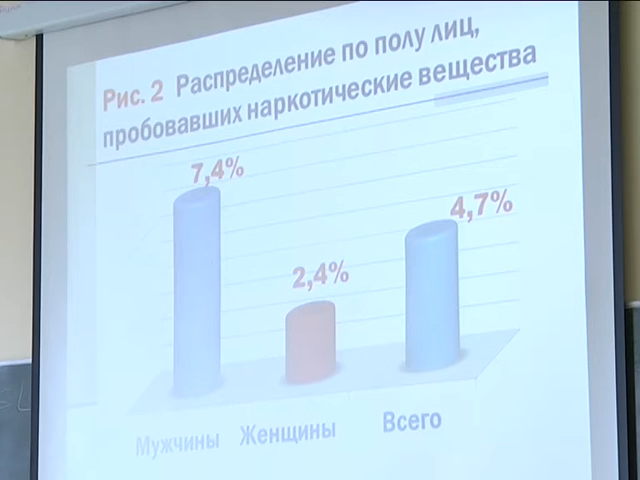 Рис. 2 Распределение по полу лиц,
пробовавших наркотические вещества
7,4%
2,4%
4,7%
Мужчины Женщины Всего